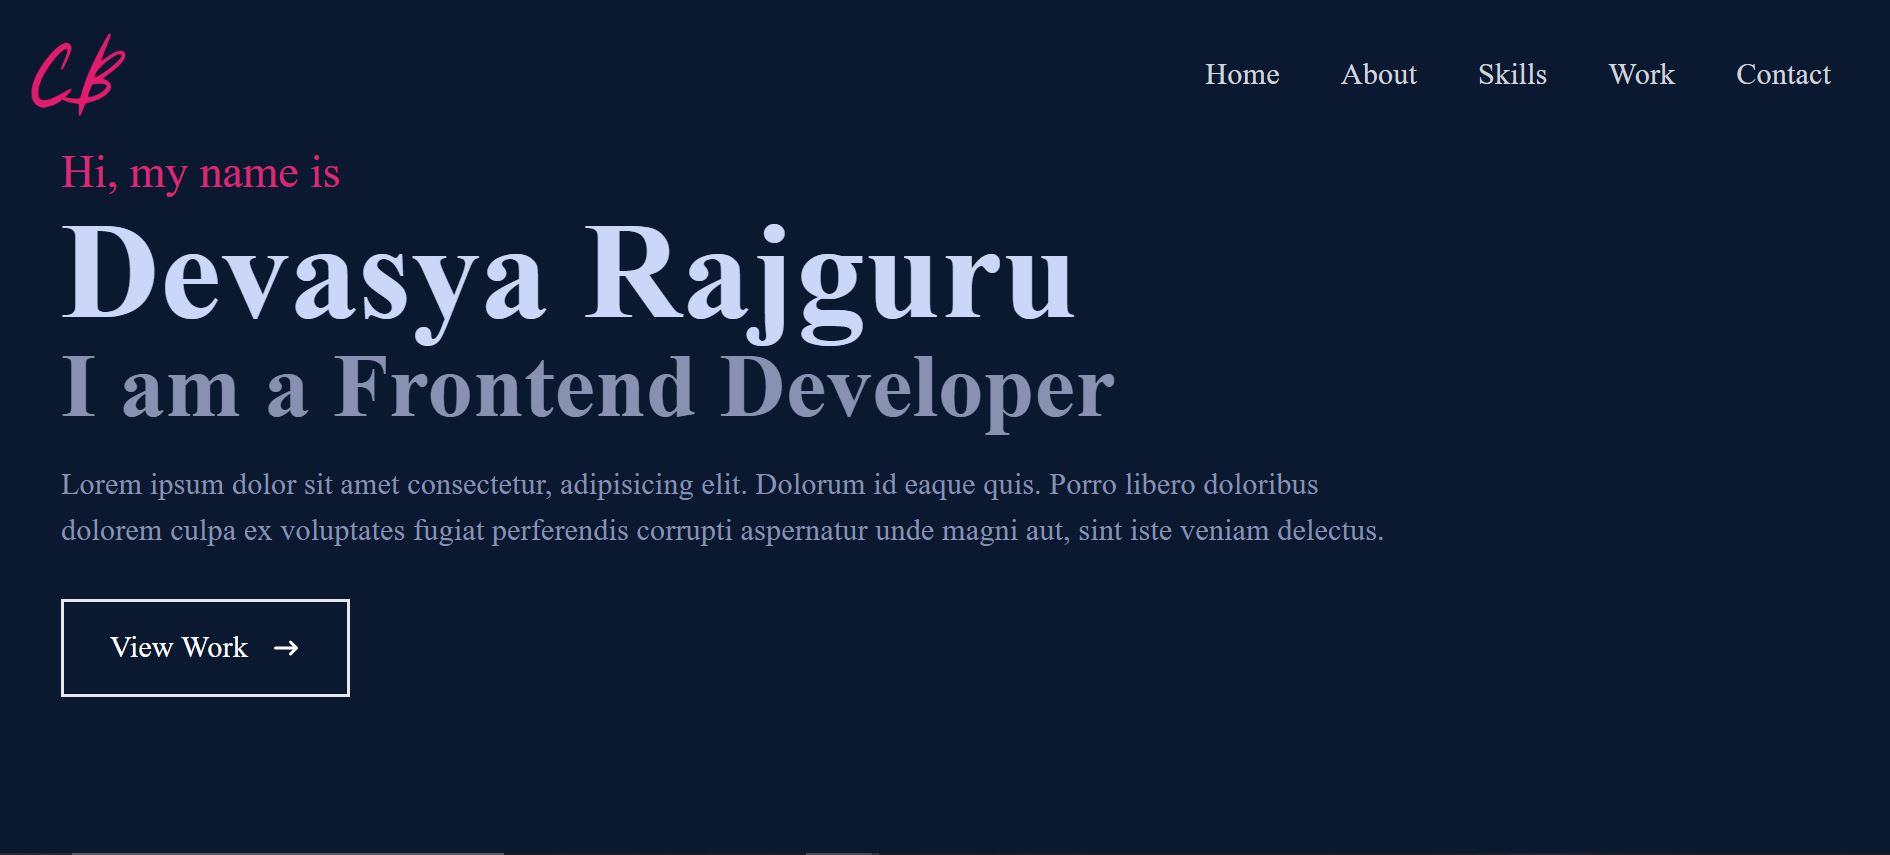 CB
Home About Skills Work Contact
Hi, my name is
Devasya Rajguru
I am a Frontend Developer
Lorem ipsum dolor sit amet consectetur, adipisicing elit. Dolorum id eaque quis. Porro libero doloribus
dolorem culpa ex voluptates fugiat perferendis corrupti aspernatur unde magni aut, sint iste veniam delectus.
View Work